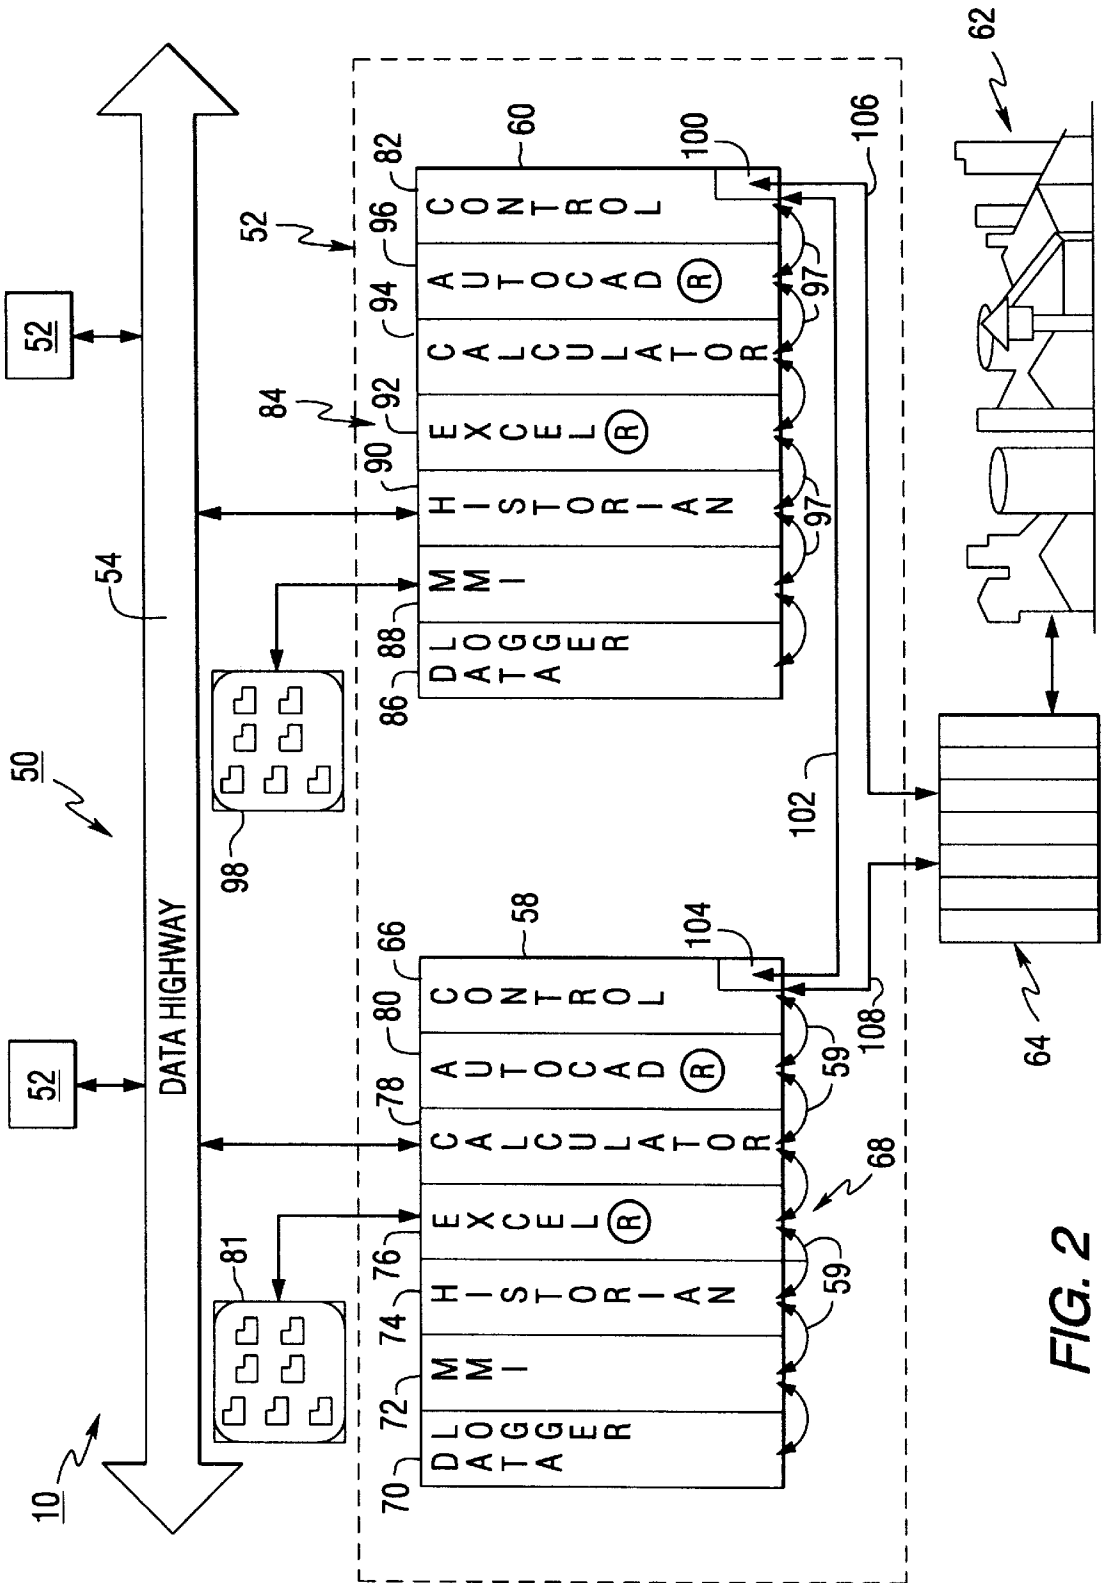 10
50
52
52
DATA HIGHWAY
54
81
98
52
84
70
72
74
76
78
80
66
86
88
90
92
94
96
82
DATA
LOGGER
MMI
HISTORIAN
EXCEL ®
CALCULATOR
AUTOCAD ®
CONTROL
58
DATA
LOGGER
MMI
HISTORIAN
EXCEL ®
CALCULATOR
AUTOCAD ®
CONTROL
60
104
100
59
59
97
97
102
68
108
106
64
62
FIG. 2